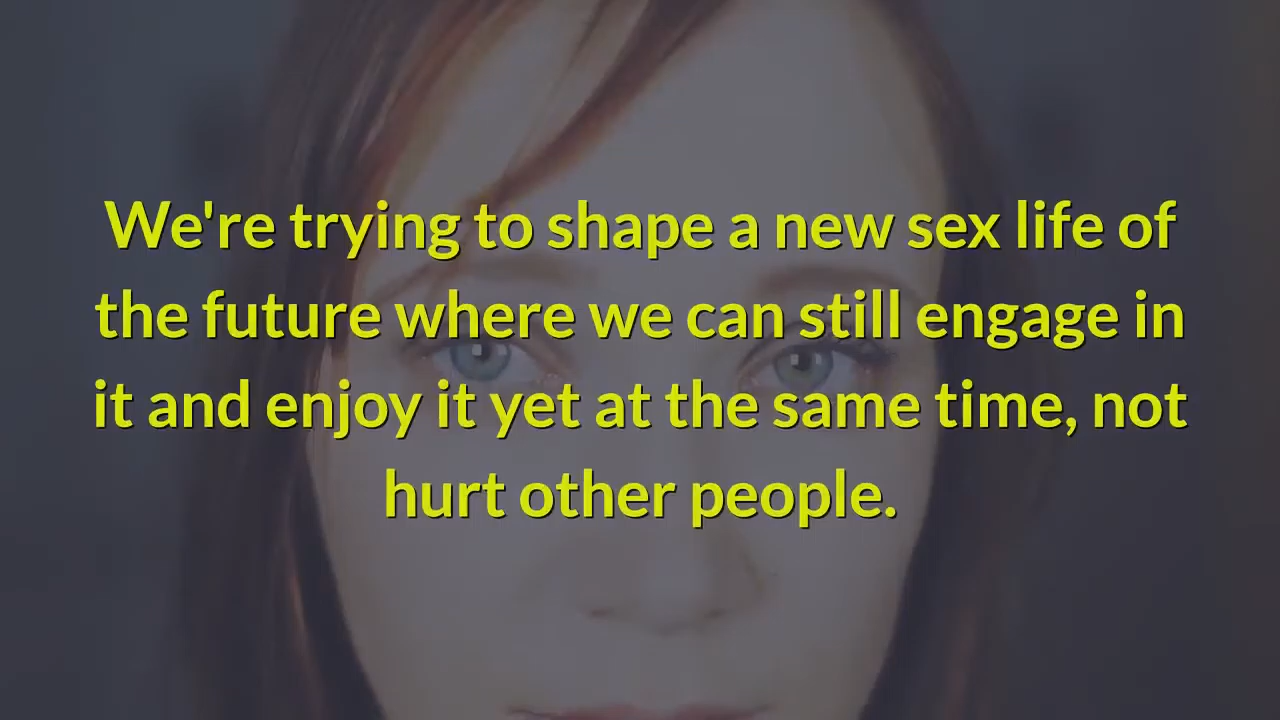 We're trying to shape a new sex life of
the future where we can still engage in
it and enjoy it yet at the same time, not
hurt other people.